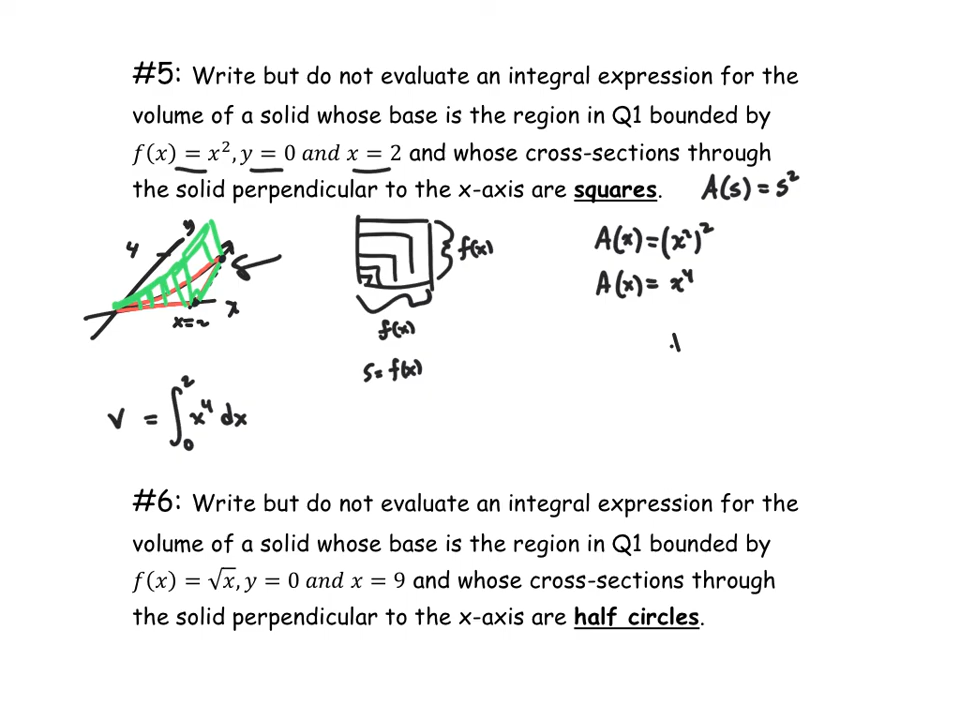 #5: Write but do not evaluate an integral expression for the
volume of a solid whose base is the region in Q1 bounded by
f(x) = x², y = 0 and x = 2 and whose cross-sections through
the solid perpendicular to the x-axis are squares. A(s) = s²
y
4
x
x=2
f(x)
f(x)
s= f(x)
A(x) = (x²)²
A(x) = x⁴
V = ∫₀² x⁴ dx
#6: Write but do not evaluate an integral expression for the
volume of a solid whose base is the region in Q1 bounded by
f(x) = √x, y = 0 and x = 9 and whose cross-sections through
the solid perpendicular to the x-axis are half circles.